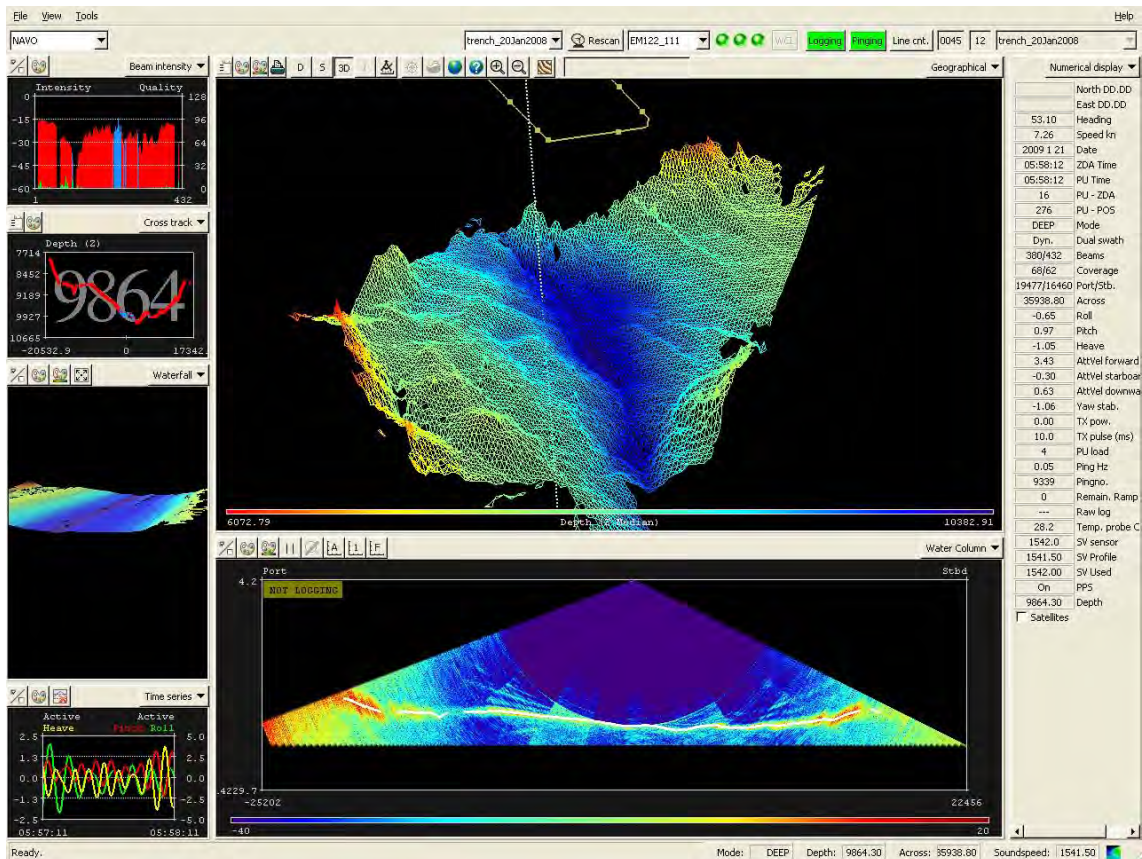 File View Tools Help
NAVO trench_20Jan2008 Rescan EM122_111 Logging Pinging Line cnt. 0045 12 trench_20Jan2008
Beam intensity
Intensity Quality
0 128
-15 96
-30 64
-45 32
-60 0
1 432
Cross track
Depth (Z)
7714
8452
9189
9927
10665
9864
-20532.9 0 17342.
Waterfall
Time series
Active Active
Heave Pitch Roll
2.5 5.0
1.3 2.5
0.0 0.0
-1.3 -2.5
-2.5 -5.0
05:57:11 05:58:11
D S 3D
Geographical
6072.79 Depth (Z Median) 10382.91
A 1 F
Water Column
Port Stbd
4.2
NOT LOGGING
.4229.7
-25202 22456
-40 20
Numerical display
North DD.DD
East DD.DD
53.10 Heading
7.26 Speed kn
2009 1 21 Date
05:58:12 ZDA Time
05:58:12 PU Time
16 PU - ZDA
276 PU - POS
DEEP Mode
Dyn. Dual swath
380/432 Beams
68/62 Coverage
19477/16460 Port/Stb.
35938.80 Across
-0.65 Roll
0.97 Pitch
-1.05 Heave
3.43 AttVel forward
-0.30 AttVel starboar
0.63 AttVel downwa
-1.06 Yaw stab.
0.00 TX pow.
10.0 TX pulse (ms)
4 PU load
0.05 Ping Hz
9339 Pingno.
0 Remain. Ramp
--- Raw log
28.2 Temp. probe C
1542.0 SV sensor
1541.50 SV Profile
1542.00 SV Used
On PPS
9864.30 Depth
Satellites
Ready. Mode: DEEP Depth: 9864.30 Across: 35938.80 Soundspeed: 1541.50